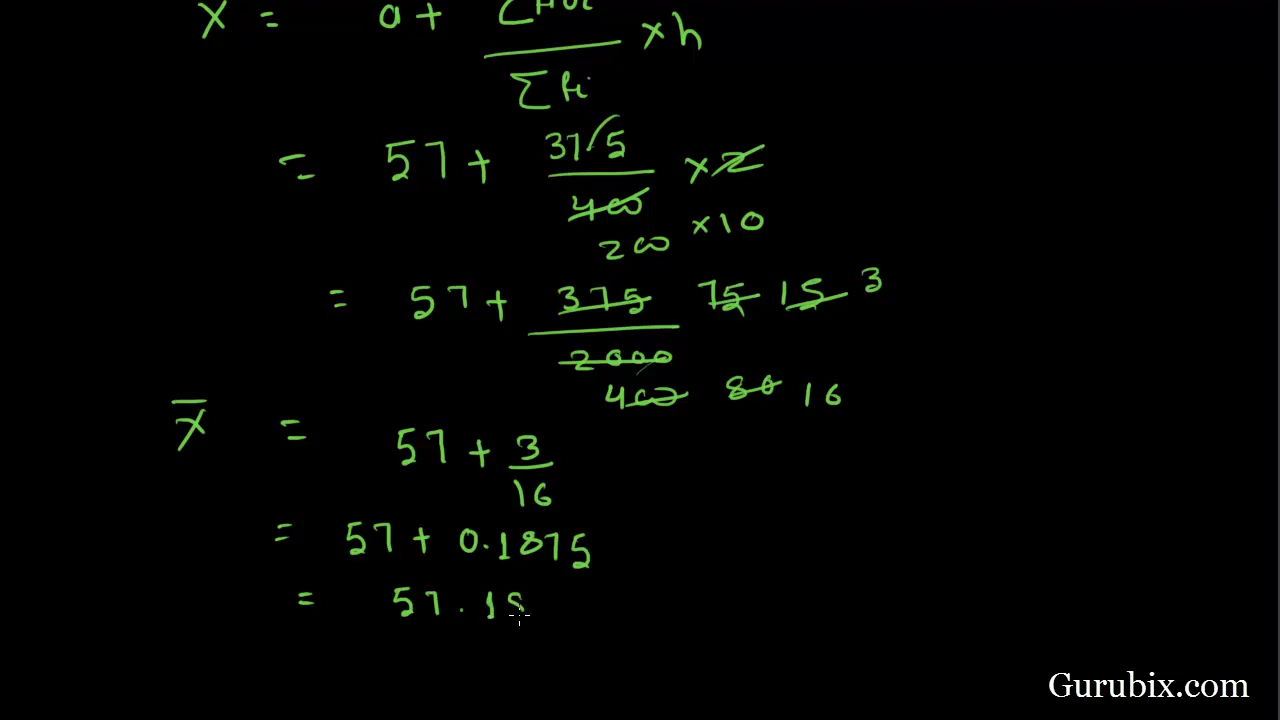 X = a + Σfiui / Σfi × h
= 57 + 37.5 / 400 × 2
200 × 10
= 57 + 375 / 2000 75 15 3
400 80 16
X̄ = 57 + 3/16
= 57 + 0.1875
= 57.18
Gurubix.com